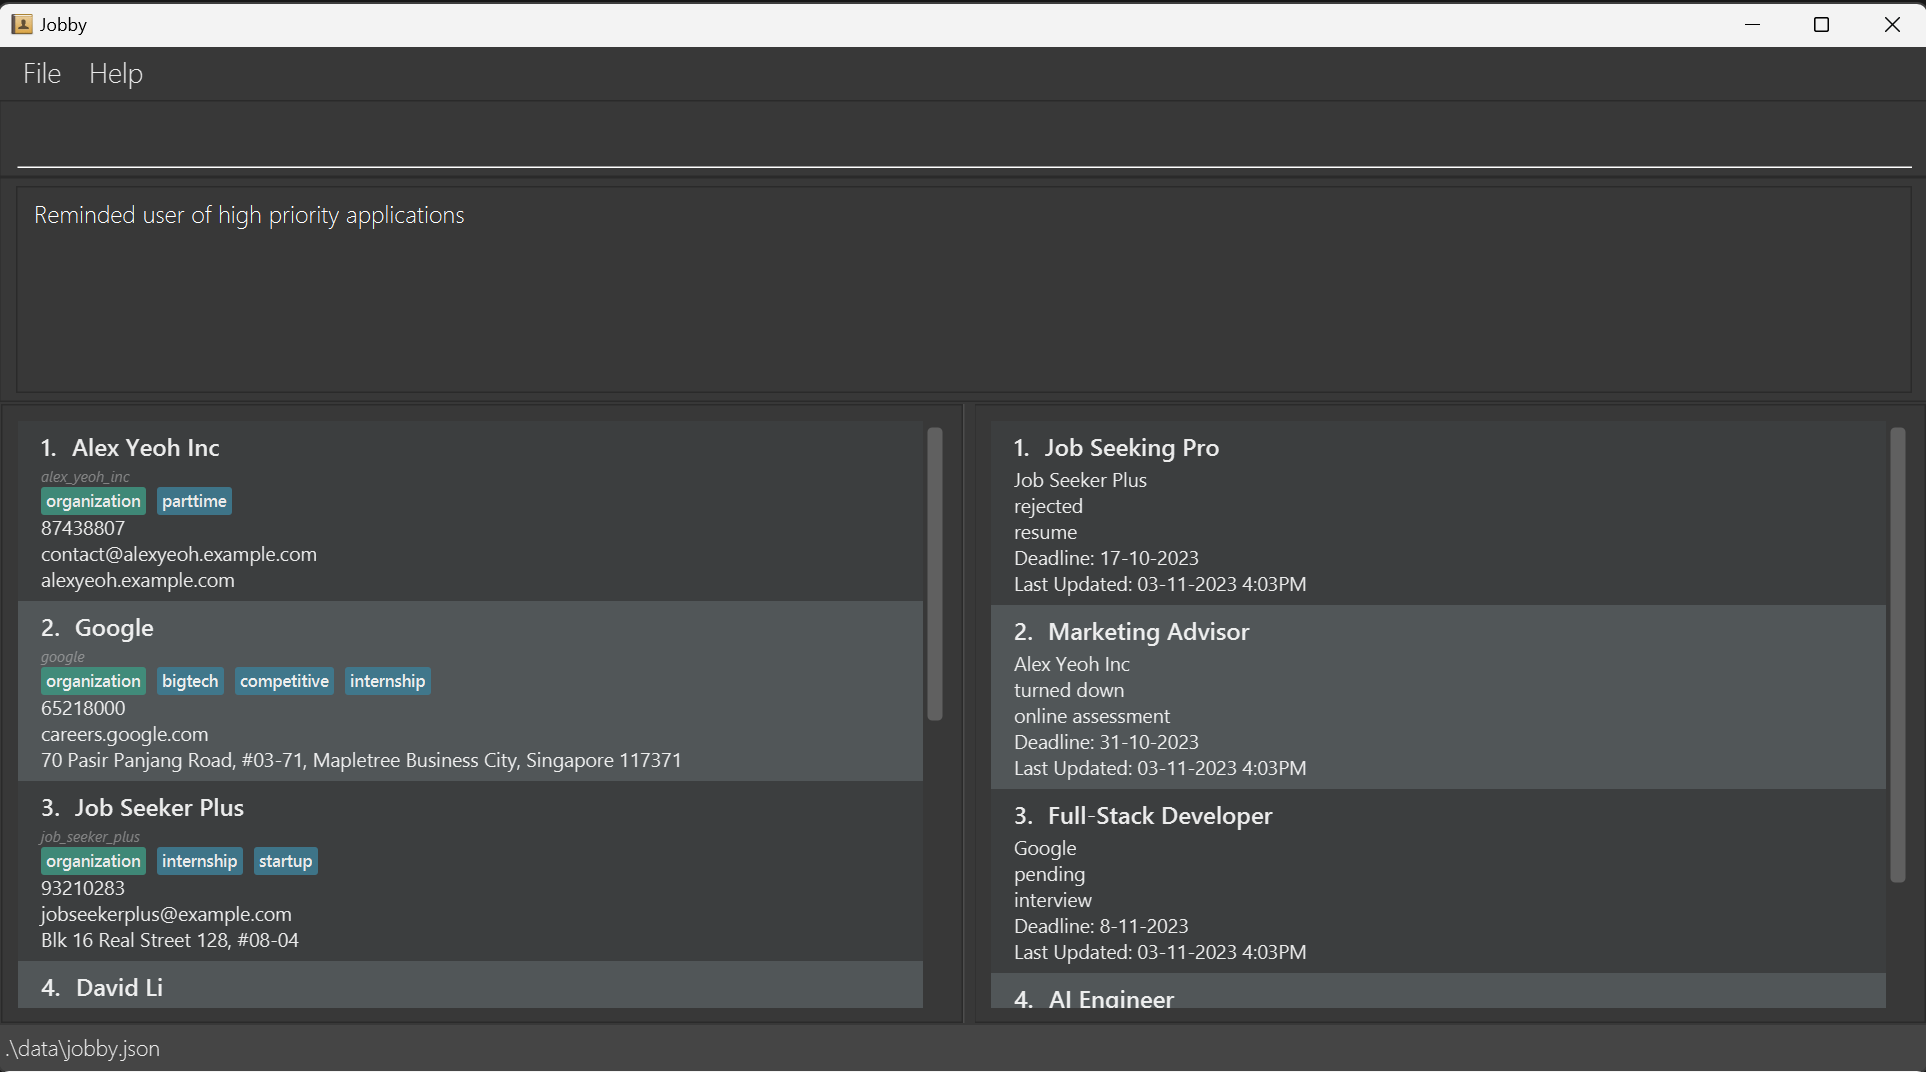 Jobby
File Help
Reminded user of high priority applications
1. Alex Yeoh Inc
alex_yeoh_inc
organization parttime
87438807
contact@alexyeoh.example.com
alexyeoh.example.com
2. Google
google
organization bigtech competitive internship
65218000
careers.google.com
70 Pasir Panjang Road, #03-71, Mapletree Business City, Singapore 117371
3. Job Seeker Plus
job_seeker_plus
organization internship startup
93210283
jobseekerplus@example.com
Blk 16 Real Street 128, #08-04
4. David Li
1. Job Seeking Pro
Job Seeker Plus
rejected
resume
Deadline: 17-10-2023
Last Updated: 03-11-2023 4:03PM
2. Marketing Advisor
Alex Yeoh Inc
turned down
online assessment
Deadline: 31-10-2023
Last Updated: 03-11-2023 4:03PM
3. Full-Stack Developer
Google
pending
interview
Deadline: 8-11-2023
Last Updated: 03-11-2023 4:03PM
4. AI Engineer
.\data\jobby.json